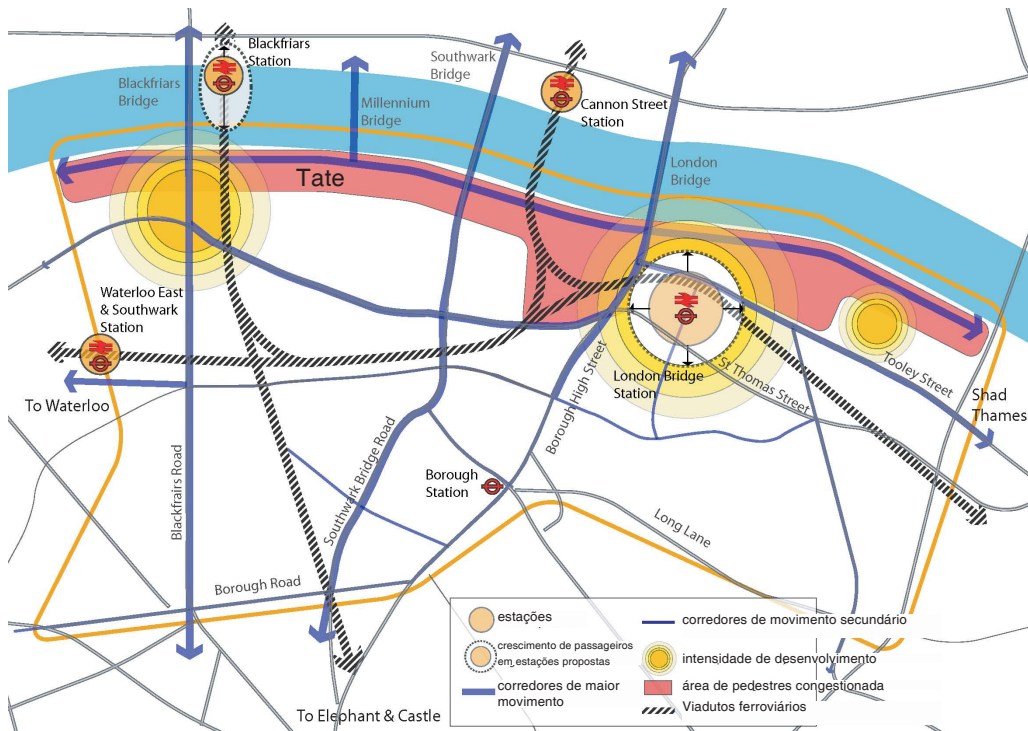 Blackfriars
Station
Southwark
Bridge
Blackfriars
Bridge
Millennium
Bridge
Cannon Street
Station
London
Bridge
Tate
Waterloo East
& Southwark
Station
To Waterloo
London Bridge
Station
St Thomas Street
Tooley Street
Shad
Thames
Borough High Street
Southwark Bridge Road
Blackfrairs Road
Borough
Station
Long Lane
Borough Road
To Elephant & Castle
estações
crescimento de passageiros
em estações propostas
corredores de maior
movimento
corredores de movimento secundário
intensidade de desenvolvimento
área de pedestres congestionada
Viadutos ferroviários